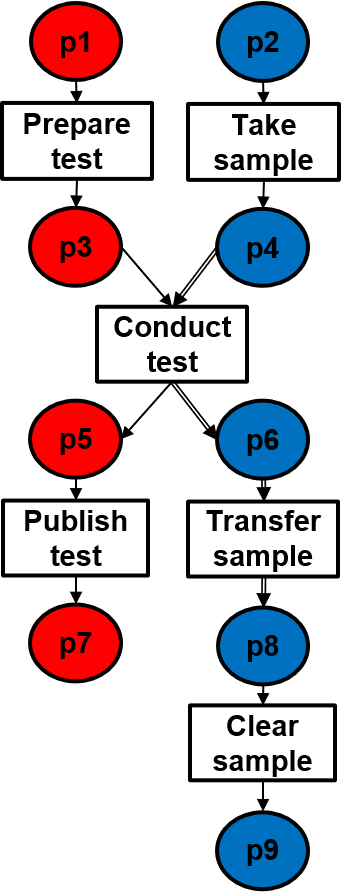 p1
p2
Prepare
test
Take
sample
p3
p4
Conduct
test
p5
p6
Publish
test
Transfer
sample
p7
p8
Clear
sample
p9